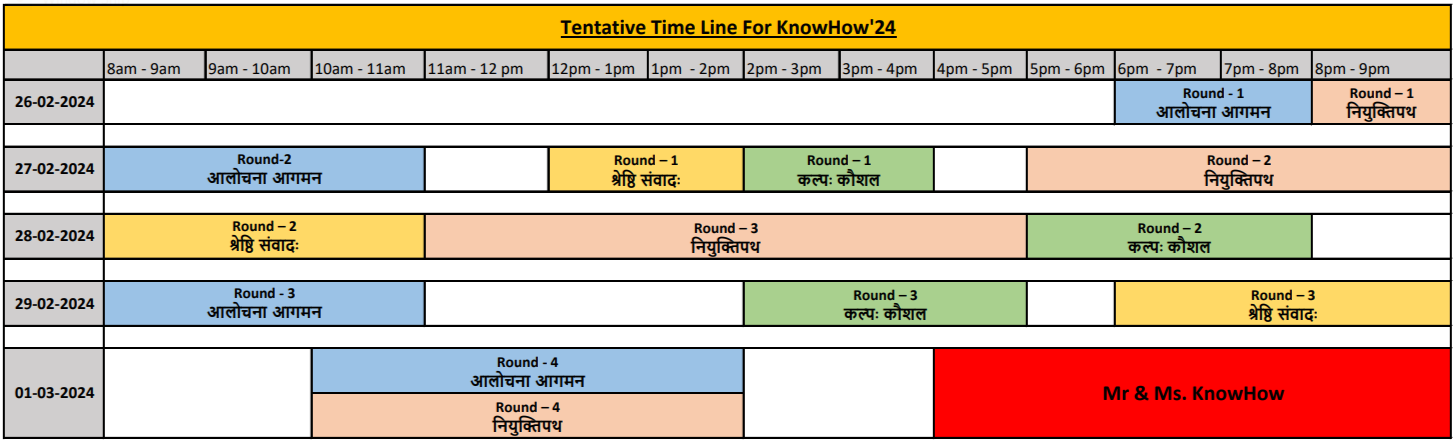 Tentative Time Line For KnowHow'24
8am - 9am 9am - 10am 10am - 11am 11am - 12 pm 12pm - 1pm 1pm - 2pm 2pm - 3pm 3pm - 4pm 4pm - 5pm 5pm - 6pm 6pm - 7pm 7pm - 8pm 8pm - 9pm
26-02-2024
Round - 1
आलोचना आगमन
Round – 1
नियुक्तिपथ
27-02-2024
Round-2
आलोचना आगमन
Round – 1
श्रेष्ठि संवादः
Round – 1
कल्पः कौशल
Round – 2
नियुक्तिपथ
28-02-2024
Round – 2
श्रेष्ठि संवादः
Round – 3
नियुक्तिपथ
Round – 2
कल्पः कौशल
29-02-2024
Round - 3
आलोचना आगमन
Round – 3
कल्पः कौशल
Round – 3
श्रेष्ठि संवादः
01-03-2024
Round - 4
आलोचना आगमन
Round – 4
नियुक्तिपथ
Mr & Ms. KnowHow